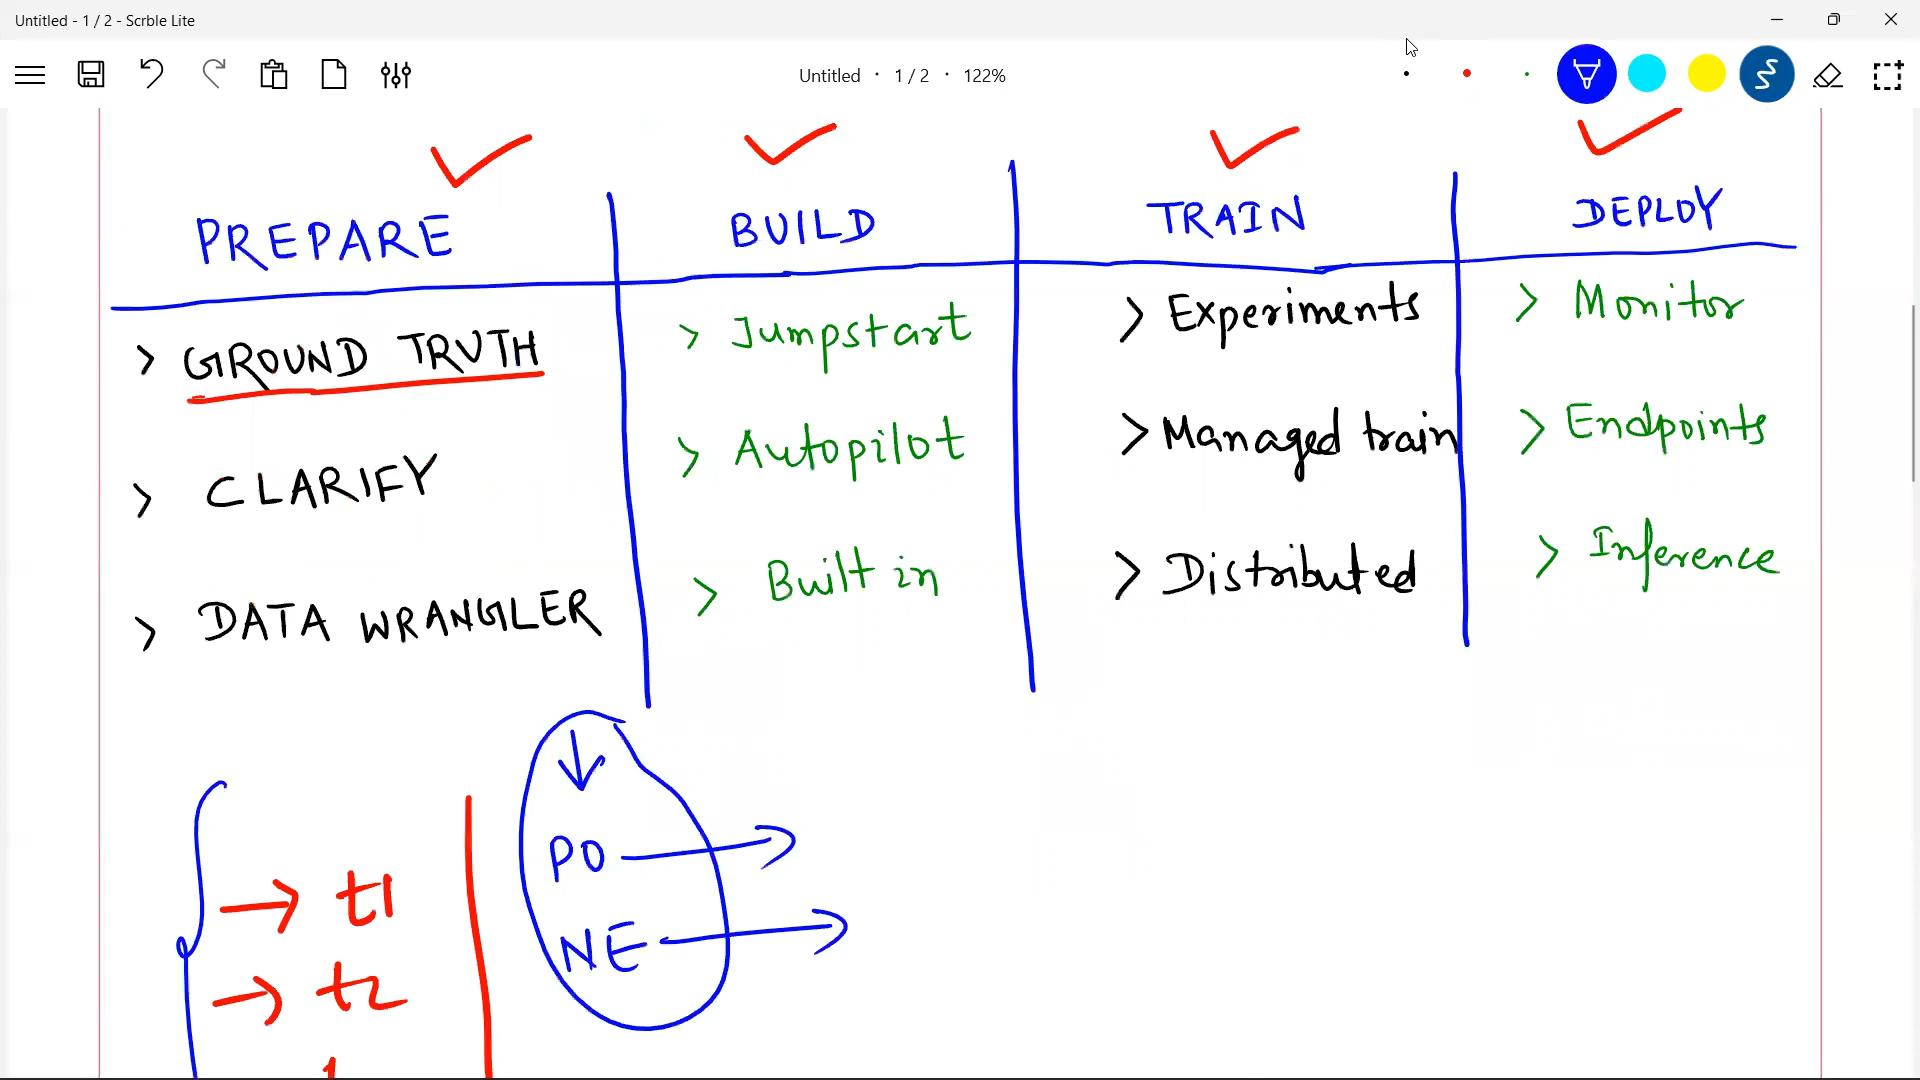 Untitled - 1 / 2 - Scrble Lite
Untitled · 1 / 2 · 122%
PREPARE
BUILD
TRAIN
DEPLOY
> GROUND TRUTH
> CLARIFY
> DATA WRANGLER
> Jumpstart
> Autopilot
> Built in
> Experiments
> Managed train
> Distributed
> Monitor
> Endpoints
> Inference
→ t1
→ t2
PO
NE